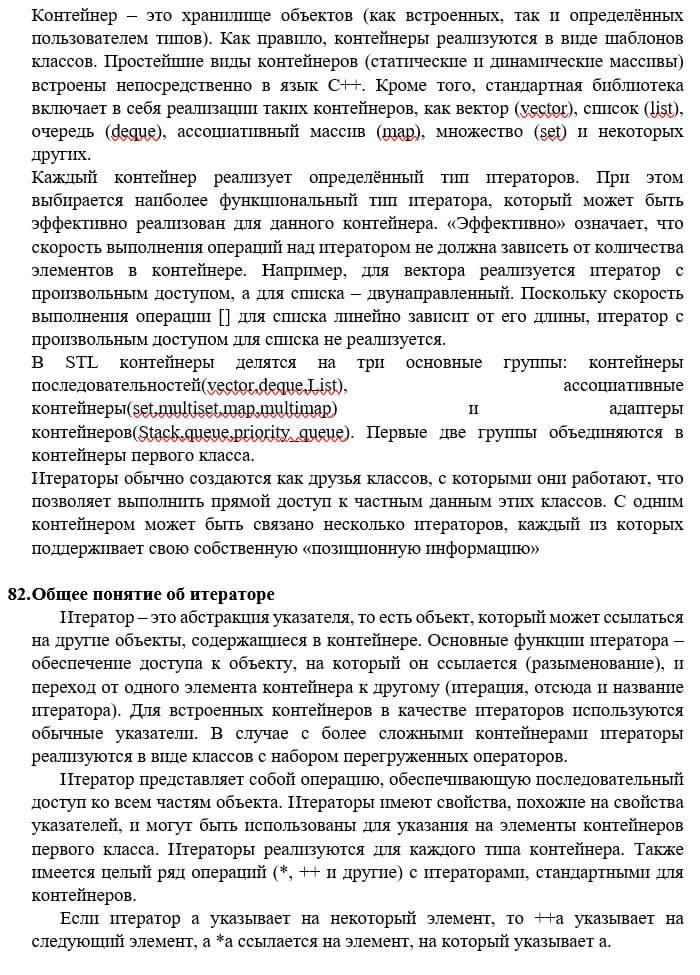 Контейнер – это хранилище объектов (как встроенных, так и определённых
пользователем типов). Как правило, контейнеры реализуются в виде шаблонов
классов. Простейшие виды контейнеров (статические и динамические массивы)
встроены непосредственно в язык C++. Кроме того, стандартная библиотека
включает в себя реализации таких контейнеров, как вектор (vector), список (list),
очередь (deque), ассоциативный массив (map), множество (set) и некоторых
других.
Каждый контейнер реализует определённый тип итераторов. При этом
выбирается наиболее функциональный тип итератора, который может быть
эффективно реализован для данного контейнера. «Эффективно» означает, что
скорость выполнения операций над итератором не должна зависеть от количества
элементов в контейнере. Например, для вектора реализуется итератор с
произвольным доступом, а для списка – двунаправленный. Поскольку скорость
выполнения операции [] для списка линейно зависит от его длины, итератор с
произвольным доступом для списка не реализуется.
В STL контейнеры делятся на три основные группы: контейнеры
последовательностей(vector,deque,List), ассоциативные
контейнеры(set,multiset,map,multimap) и адаптеры
контейнеров(Stack,queue,priority_queue). Первые две группы объединяются в
контейнеры первого класса.
Итераторы обычно создаются как друзья классов, с которыми они работают, что
позволяет выполнить прямой доступ к частным данным этих классов. С одним
контейнером может быть связано несколько итераторов, каждый из которых
поддерживает свою собственную «позиционную информацию»
82.Общее понятие об итераторе
Итератор – это абстракция указателя, то есть объект, который может ссылаться
на другие объекты, содержащиеся в контейнере. Основные функции итератора –
обеспечение доступа к объекту, на который он ссылается (разыменование), и
переход от одного элемента контейнера к другому (итерация, отсюда и название
итератора). Для встроенных контейнеров в качестве итераторов используются
обычные указатели. В случае с более сложными контейнерами итераторы
реализуются в виде классов с набором перегруженных операторов.
Итератор представляет собой операцию, обеспечивающую последовательный
доступ ко всем частям объекта. Итераторы имеют свойства, похожие на свойства
указателей, и могут быть использованы для указания на элементы контейнеров
первого класса. Итераторы реализуются для каждого типа контейнера. Также
имеется целый ряд операций (*, ++ и другие) с итераторами, стандартными для
контейнеров.
Если итератор a указывает на некоторый элемент, то ++a указывает на
следующий элемент, а *a ссылается на элемент, на который указывает a.